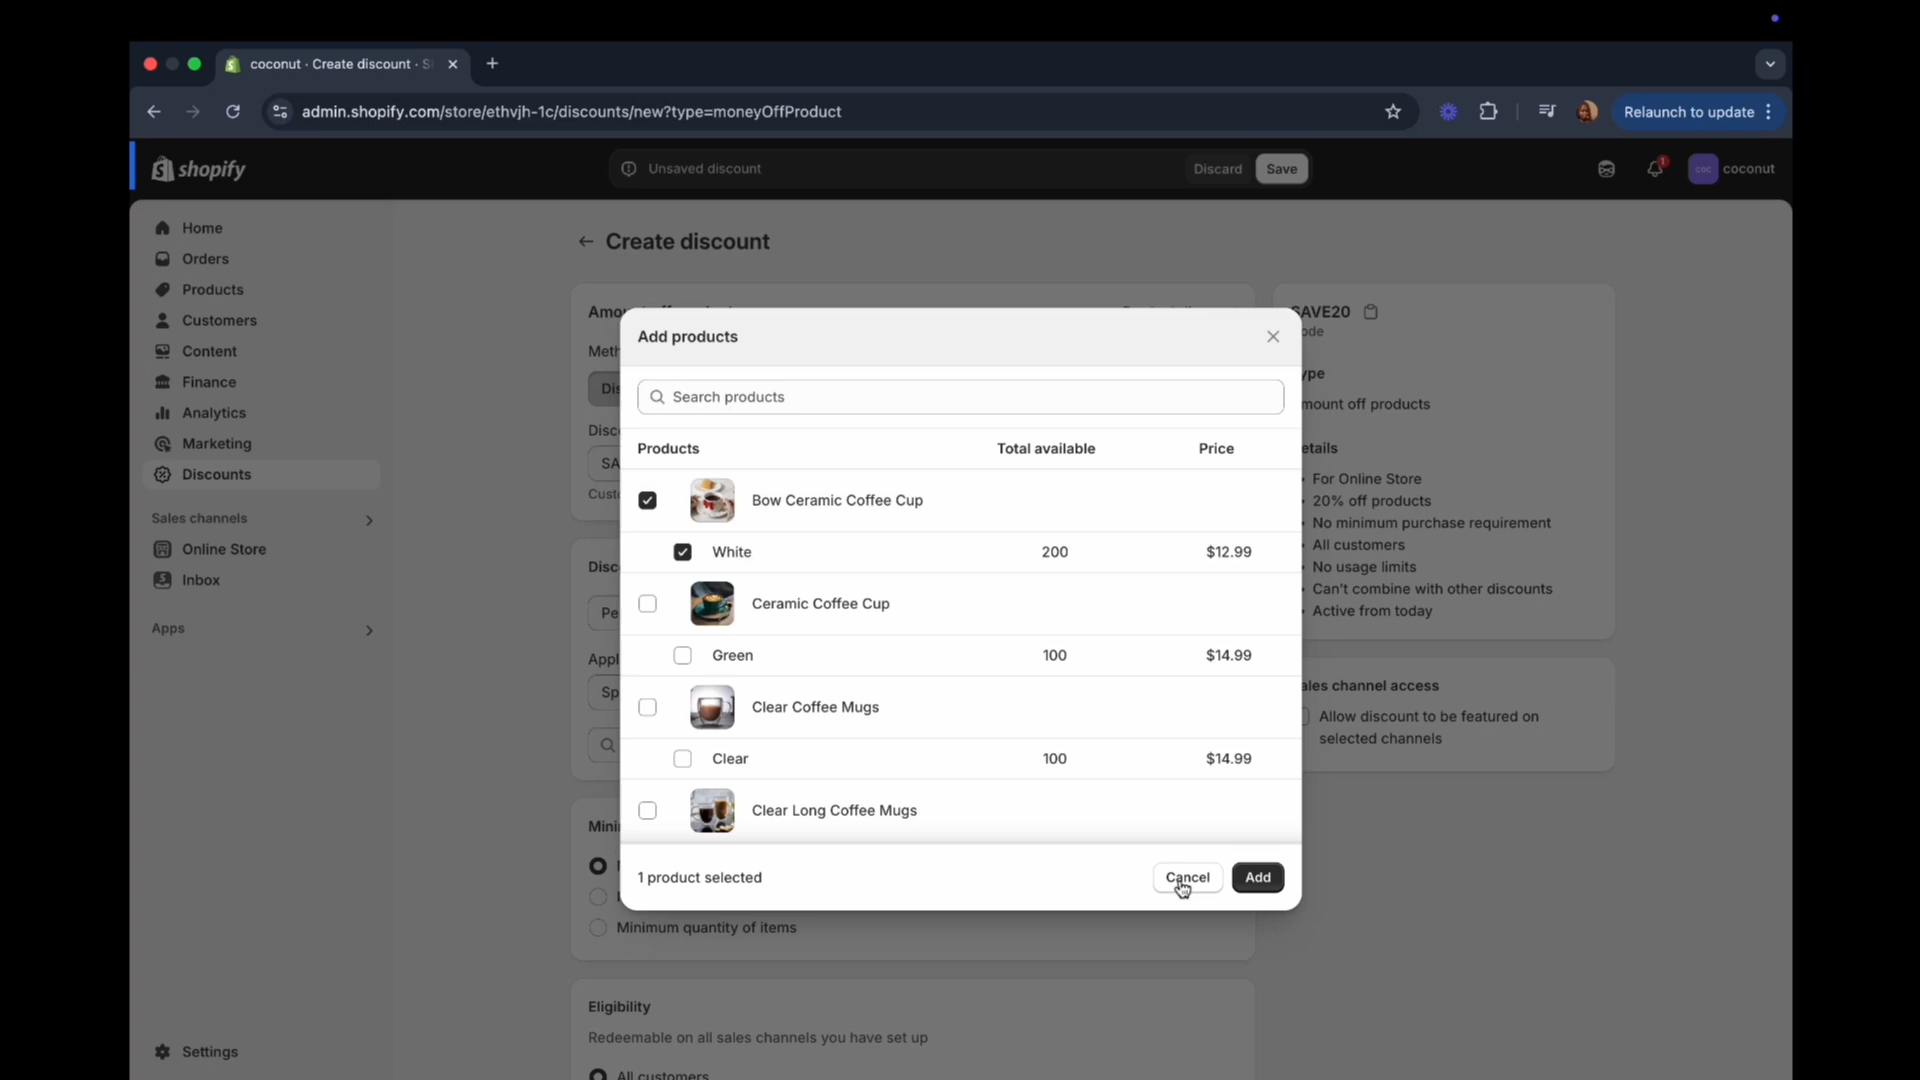 coconut · Create discount · S
admin.shopify.com/store/ethvjh-1c/discounts/new?type=moneyOffProduct
Relaunch to update
shopify
Unsaved discount
Discard
Save
1
coc
coconut
Home
Orders
Products
Customers
Content
Finance
Analytics
Marketing
Discounts
Sales channels
Online Store
Inbox
Apps
Settings
Create discount
Amo
Meth
Dis
Disc
SA
Custo
Disc
Pe
Appl
Sp
Mini
Minimum quantity of items
Eligibility
Redeemable on all sales channels you have set up
All customers
Add products
Search products
Products Total available Price
Bow Ceramic Coffee Cup
White 200 $12.99
Ceramic Coffee Cup
Green 100 $14.99
Clear Coffee Mugs
Clear 100 $14.99
Clear Long Coffee Mugs
1 product selected
Cancel
Add
SAVE20
ode
ype
mount off products
etails
For Online Store
20% off products
No minimum purchase requirement
All customers
No usage limits
Can't combine with other discounts
Active from today
ales channel access
Allow discount to be featured on
selected channels